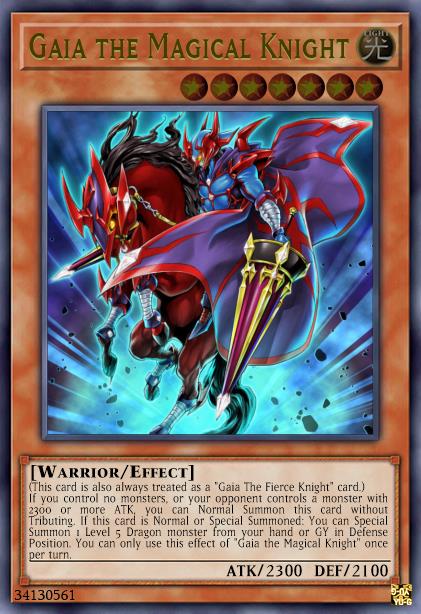 GAIA THE MAGICAL KNIGHT
LIGHT
光
[WARRIOR/EFFECT]
(This card is also always treated as a "Gaia The Fierce Knight" card.)
If you control no monsters, or your opponent controls a monster with
2300 or more ATK, you can Normal Summon this card without
Tributing. If this card is Normal or Special Summoned: You can Special
Summon 1 Level 5 Dragon monster from your hand or GY in Defense
Position. You can only use this effect of "Gaia the Magical Knight" once
per turn.
ATK/2300 DEF/2100
34130561